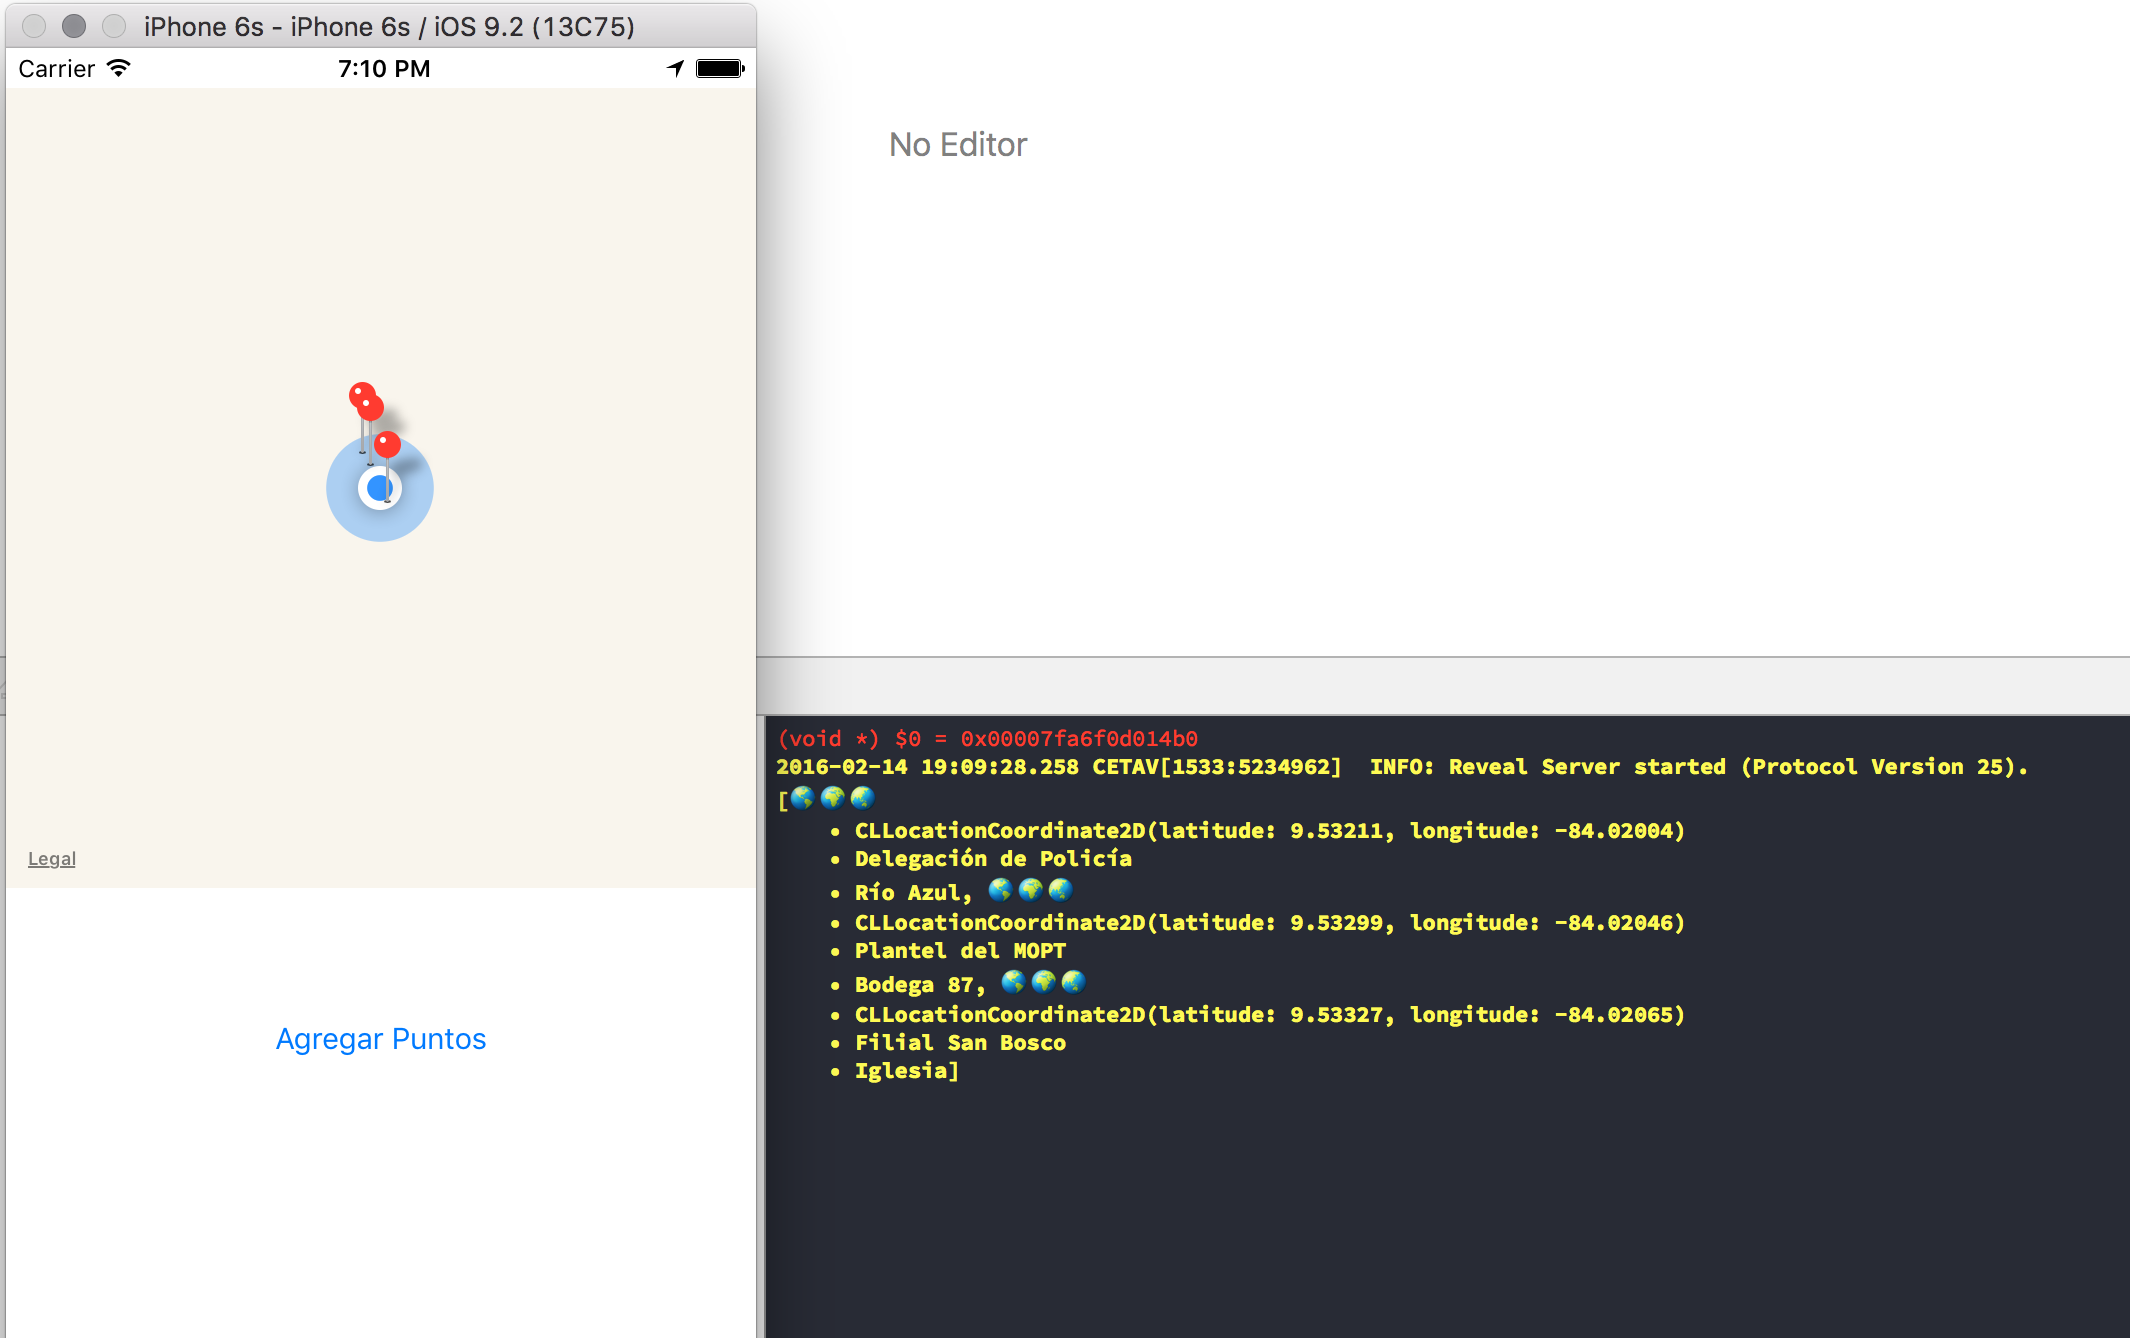 iPhone 6s - iPhone 6s / iOS 9.2 (13C75)
Carrier 7:10 PM
No Editor
Legal
Agregar Puntos
(void *) $0 = 0x00007fa6f0d014b0
2016-02-14 19:09:28.258 CETAV[1533:5234962]  INFO: Reveal Server started (Protocol Version 25).
[🌎🌍🌏
• CLLocationCoordinate2D(latitude: 9.53211, longitude: -84.02004)
• Delegación de Policía
• Río Azul, 🌎🌍🌏
• CLLocationCoordinate2D(latitude: 9.53299, longitude: -84.02046)
• Plantel del MOPT
• Bodega 87, 🌎🌍🌏
• CLLocationCoordinate2D(latitude: 9.53327, longitude: -84.02065)
• Filial San Bosco
• Iglesia]